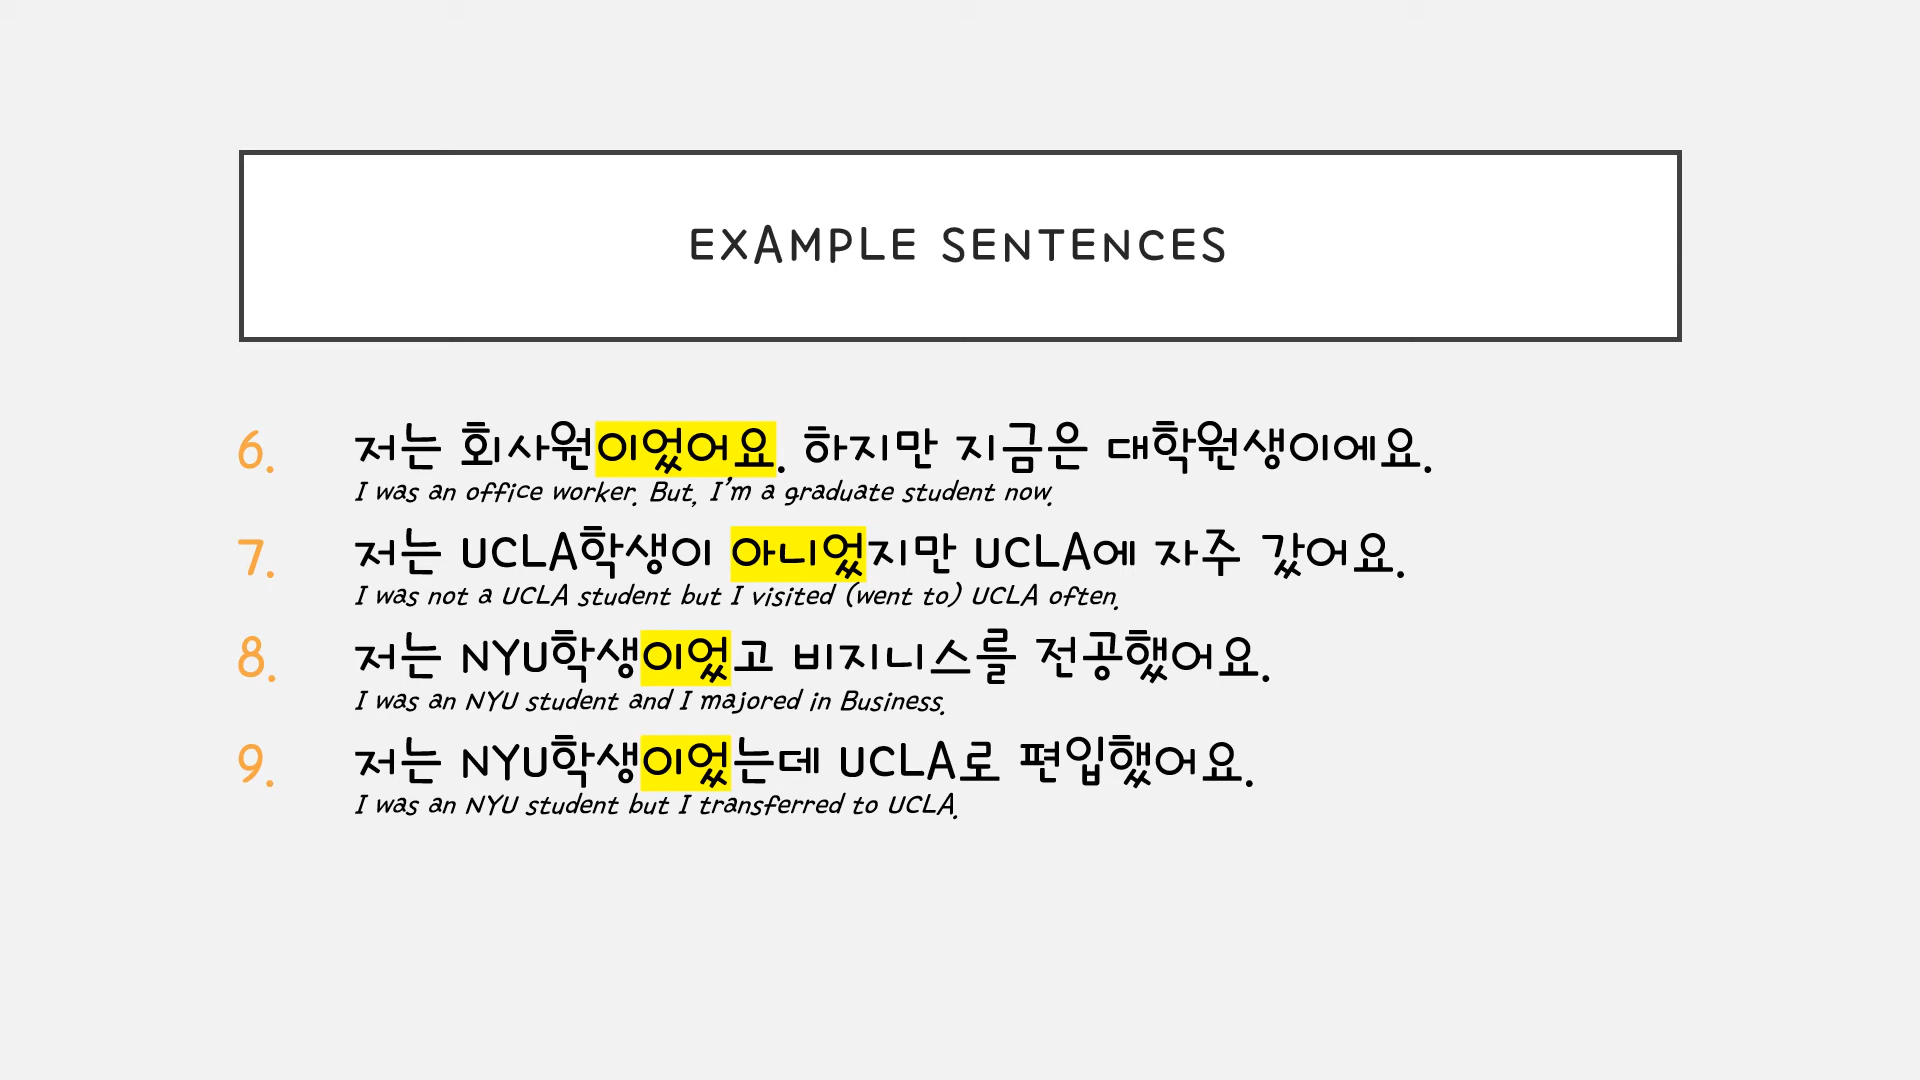 EXAMPLE SENTENCES
6. 저는 회사원이었어요. 하지만 지금은 대학원생이에요.
I was an office worker. But, I'm a graduate student now.
7. 저는 UCLA학생이 아니었지만 UCLA에 자주 갔어요.
I was not a UCLA student but I visited (went to) UCLA often.
8. 저는 NYU학생이었고 비지니스를 전공했어요.
I was an NYU student and I majored in Business.
9. 저는 NYU학생이었는데 UCLA로 편입했어요.
I was an NYU student but I transferred to UCLA.